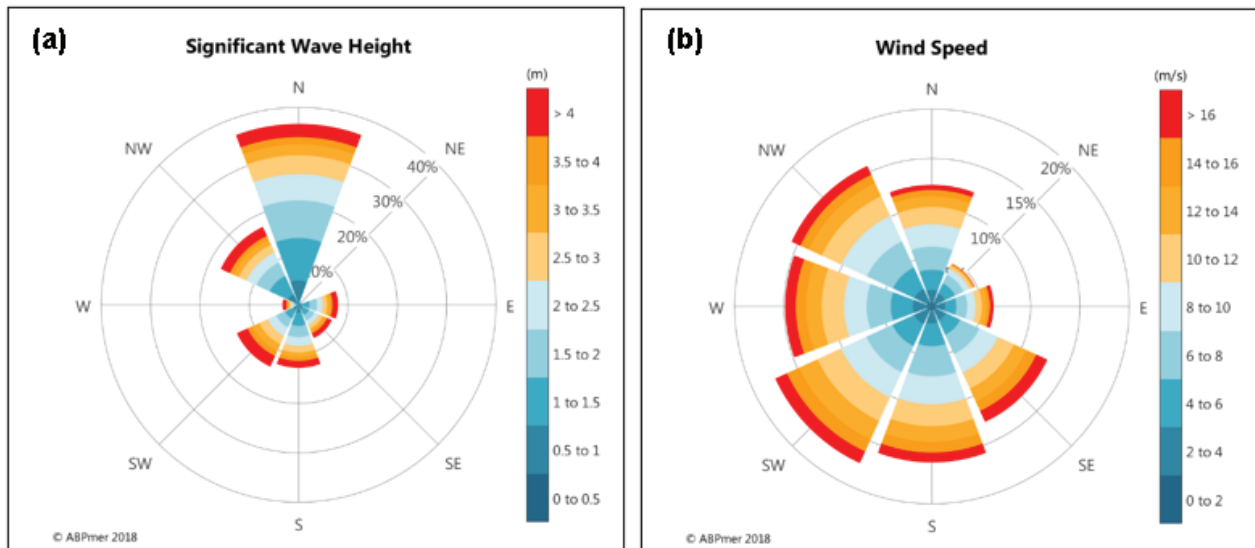 (a)
Significant Wave Height
(m)
N
NE
E
SE
S
SW
W
NW
40%
30%
20%
0%
> 4
3.5 to 4
3 to 3.5
2.5 to 3
2 to 2.5
1.5 to 2
1 to 1.5
0.5 to 1
0 to 0.5
© ABPmer 2018
(b)
Wind Speed
(m/s)
N
NE
E
SE
S
SW
W
NW
20%
15%
10%
> 16
14 to 16
12 to 14
10 to 12
8 to 10
6 to 8
4 to 6
2 to 4
0 to 2
© ABPmer 2018